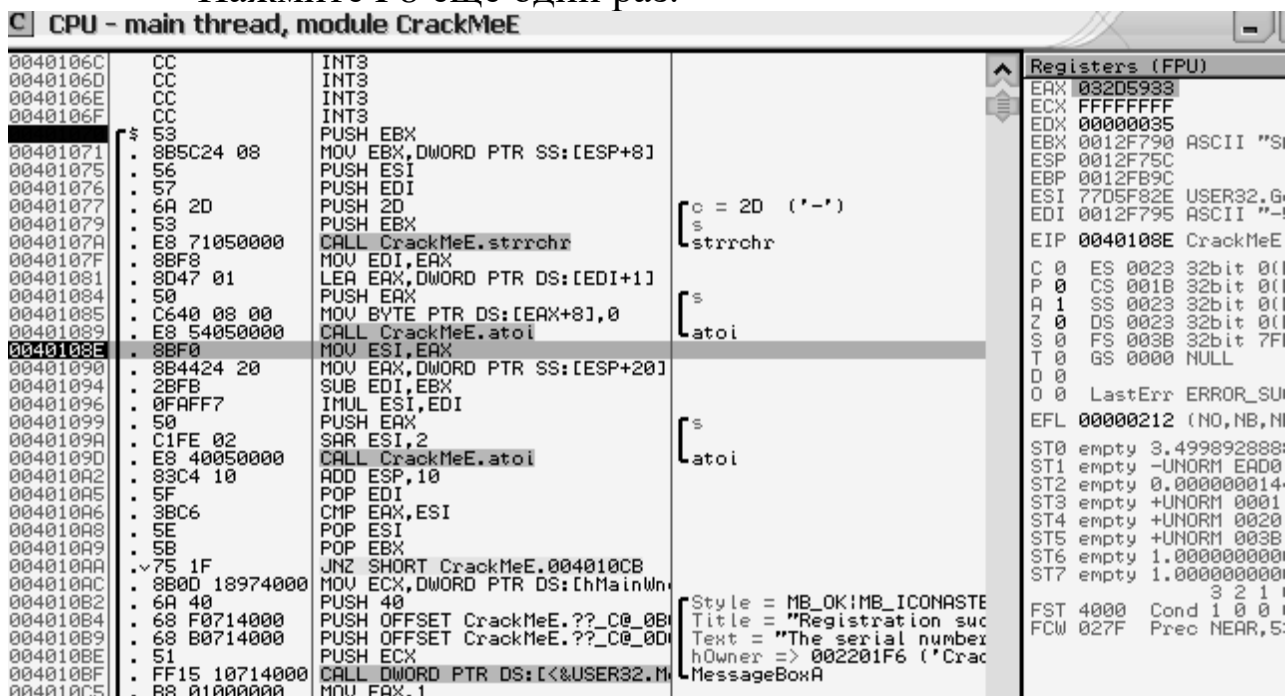 Нажмите F8 еще один раз.
C CPU - main thread, module CrackMeE
0040106C CC INT3
0040106D CC INT3
0040106E CC INT3
0040106F CC INT3
$ 53 PUSH EBX
00401071 . 8B5C24 08 MOV EBX,DWORD PTR SS:[ESP+8]
00401075 . 56 PUSH ESI
00401076 . 57 PUSH EDI
00401077 . 6A 2D PUSH 2D c = 2D ('-')
00401079 . 53 PUSH EBX s
0040107A . E8 71050000 CALL CrackMeE.strrchr strrchr
0040107F . 8BF8 MOV EDI,EAX
00401081 . 8D47 01 LEA EAX,DWORD PTR DS:[EDI+1]
00401084 . 50 PUSH EAX s
00401085 . C640 08 00 MOV BYTE PTR DS:[EAX+8],0
00401089 . E8 54050000 CALL CrackMeE.atoi atoi
0040108E . 8BF0 MOV ESI,EAX
00401090 . 8B4424 20 MOV EAX,DWORD PTR SS:[ESP+20]
00401094 . 2BFB SUB EDI,EBX
00401096 . 0FAFF7 IMUL ESI,EDI
00401099 . 50 PUSH EAX s
0040109A . C1FE 02 SAR ESI,2
0040109D . E8 40050000 CALL CrackMeE.atoi atoi
004010A2 . 83C4 10 ADD ESP,10
004010A5 . 5F POP EDI
004010A6 . 3BC6 CMP EAX,ESI
004010A8 . 5E POP ESI
004010A9 . 5B POP EBX
004010AA . 75 1F JNZ SHORT CrackMeE.004010CB
004010AC . 8B0D 18974000 MOV ECX,DWORD PTR DS:[hMainWn
004010B2 . 6A 40 PUSH 40 Style = MB_OK|MB_ICONASTE
004010B4 . 68 F0714000 PUSH OFFSET CrackMeE.??_C@_0B Title = "Registration suc
004010B9 . 68 B0714000 PUSH OFFSET CrackMeE.??_C@_0D Text = "The serial number
004010BE . 51 PUSH ECX hOwner => 002201F6 ('Crac
004010BF . FF15 10714000 CALL DWORD PTR DS:[<&USER32.M MessageBoxA
004010C5 . B8 01000000 MOV EAX,1
Registers (FPU)
EAX 032D5933
ECX FFFFFFFF
EDX 00000035
EBX 0012F790 ASCII "S
ESP 0012F75C
EBP 0012FB9C
ESI 77D5F82E USER32.G
EDI 0012F795 ASCII "-
EIP 0040108E CrackMeE
C 0 ES 0023 32bit 0(
P 0 CS 001B 32bit 0(
A 1 SS 0023 32bit 0(
Z 0 DS 0023 32bit 0(
S 0 FS 003B 32bit 7F
T 0 GS 0000 NULL
D 0
O 0 LastErr ERROR_SU
EFL 00000212 (NO,NB,N
ST0 empty 3.499892888
ST1 empty -UNORM EAD0
ST2 empty 0.000000014
ST3 empty +UNORM 0001
ST4 empty +UNORM 0020
ST5 empty +UNORM 003B
ST6 empty 1.000000000
ST7 empty 1.000000000
3 2 1
FST 4000 Cond 1 0 0
FCW 027F Prec NEAR,5